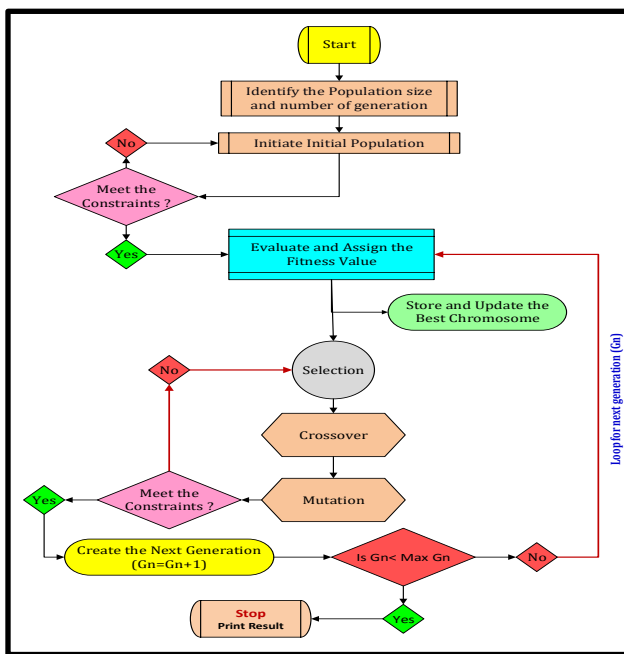 Start
Identify the Population size
and number of generation
No
Initiate Initial Population
Meet the
Constraints ?
Yes
Evaluate and Assign the
Fitness Value
Store and Update the
Best Chromosome
Loop for next generation (Gn)
No
Selection
Crossover
Yes
Meet the
Constraints ?
Mutation
Create the Next Generation
(Gn=Gn+1)
Is Gn< Max Gn
No
Stop
Print Result
Yes